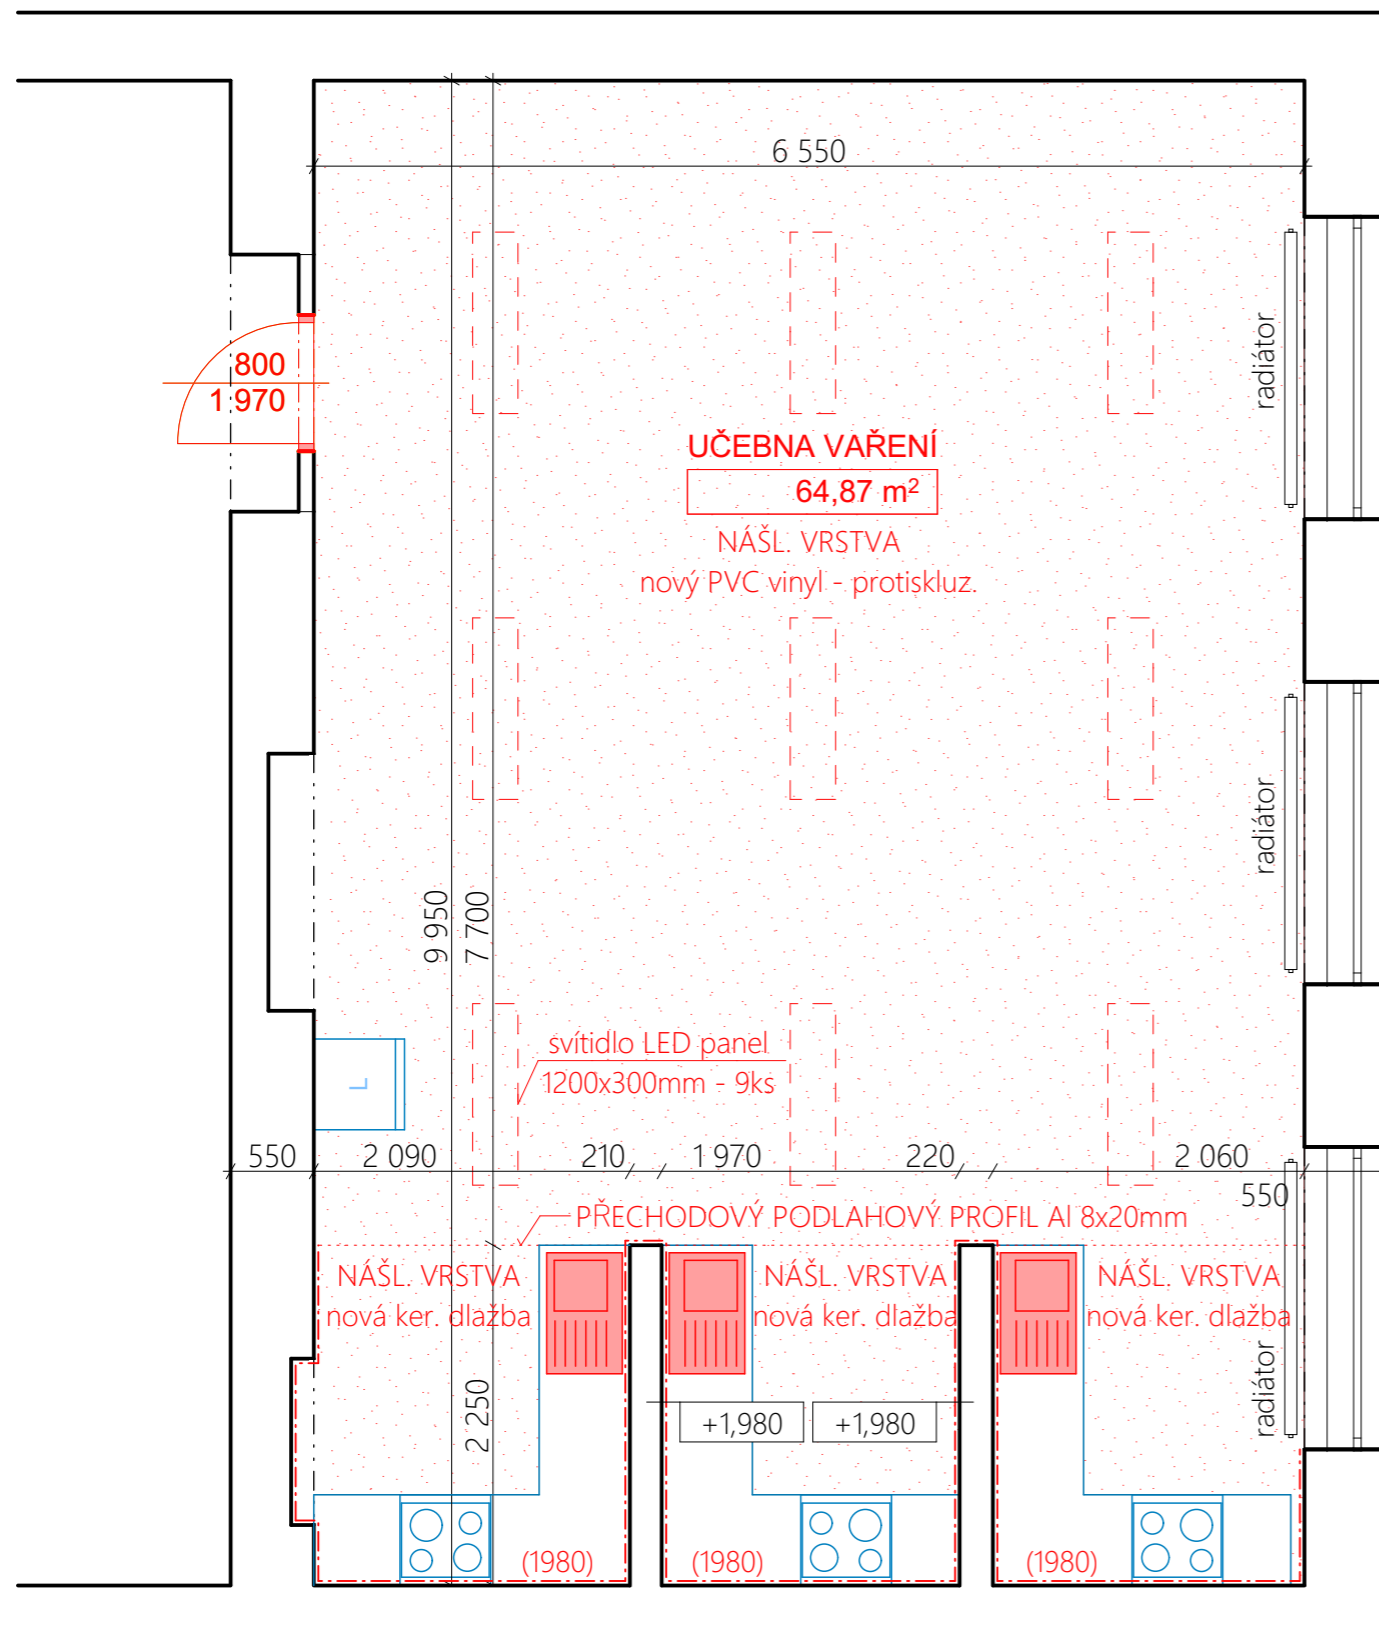 6 550
800
1 970
radiátor
UČEBNA VAŘENÍ
64,87 m²
NÁŠL. VRSTVA
nový PVC vinyl - protiskluz.
radiátor
9 950
7 700
svítidlo LED panel
1200x300mm - 9ks
L
550
2 090
210
1 970
220
2 060
550
PŘECHODOVÝ PODLAHOVÝ PROFIL Al 8x20mm
NÁŠL. VRSTVA
nová ker. dlažba
NÁŠL. VRSTVA
nová ker. dlažba
NÁŠL. VRSTVA
nová ker. dlažba
radiátor
2 250
+1,980
+1,980
(1980)
(1980)
(1980)